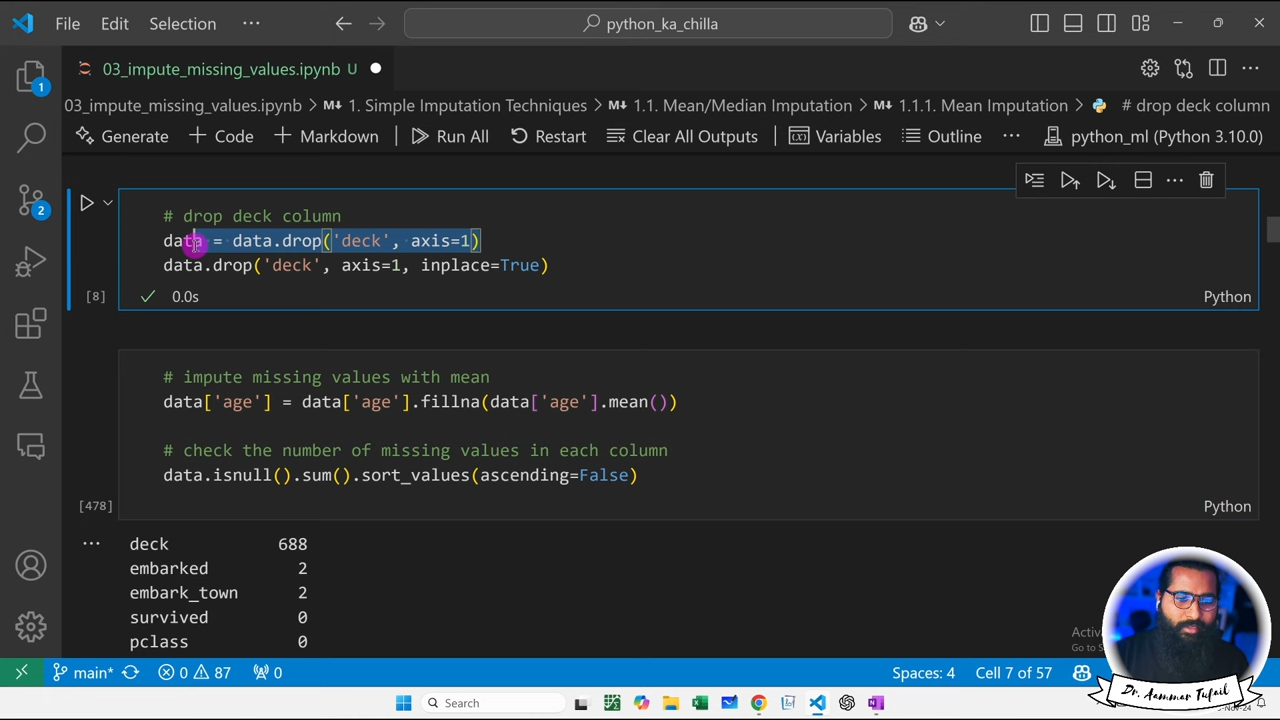 File Edit Selection ··· python_ka_chilla
03_impute_missing_values.ipynb U
03_impute_missing_values.ipynb > 1. Simple Imputation Techniques > 1.1. Mean/Median Imputation > 1.1.1. Mean Imputation > # drop deck column
Generate + Code + Markdown Run All Restart Clear All Outputs Variables Outline ··· python_ml (Python 3.10.0)
# drop deck column
data = data.drop('deck', axis=1)
data.drop('deck', axis=1, inplace=True)
[8] 0.0s Python
# impute missing values with mean
data['age'] = data['age'].fillna(data['age'].mean())
# check the number of missing values in each column
data.isnull().sum().sort_values(ascending=False)
[478] Python
deck 688
embarked 2
embark_town 2
survived 0
pclass 0
1
2
main* 0 87 0 Spaces: 4 Cell 7 of 57
Search
Dr. Aammar Tufail